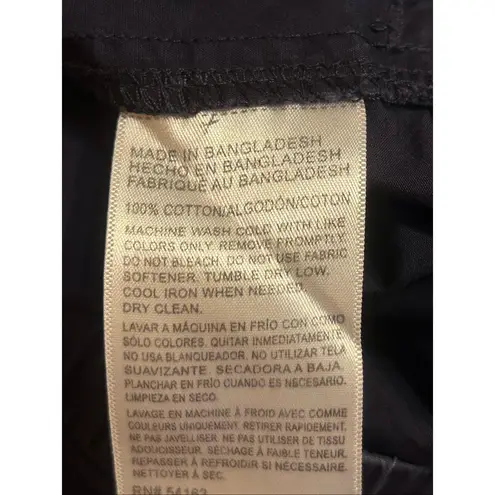 MADE IN BANGLADESH
HECHO EN BANGLADESH
FABRIQUÉ AU BANGLADESH
100% COTTON/ALGODÓN/COTON
MACHINE WASH COLD WITH LIKE
COLORS ONLY. REMOVE PROMPTLY.
DO NOT BLEACH. DO NOT USE FABRIC
SOFTENER. TUMBLE DRY LOW.
COOL IRON WHEN NEEDED.
DRY CLEAN.
LAVAR A MÁQUINA EN FRÍO CON COMO
SÓLO COLORES. QUITAR INMEDIATAMENTE.
NO USA BLANQUEADOR. NO UTILIZAR TELA
SUAVIZANTE. SECADORA A BAJA.
PLANCHAR EN FRÍO CUANDO ES NECESARIO.
LIMPIEZA EN SECO.
LAVAGE EN MACHINE À FROID AVEC COMME
COULEURS UNIQUEMENT. RETIRER RAPIDEMENT.
NE PAS JAVELLISER. NE PAS UTILISER DE TISSU
ADOUCISSEUR. SÉCHAGE À FAIBLE TENEUR.
REPASSER À REFROIDIR SI NÉCESSAIRE.
NETTOYER À SEC.
RN# 54163